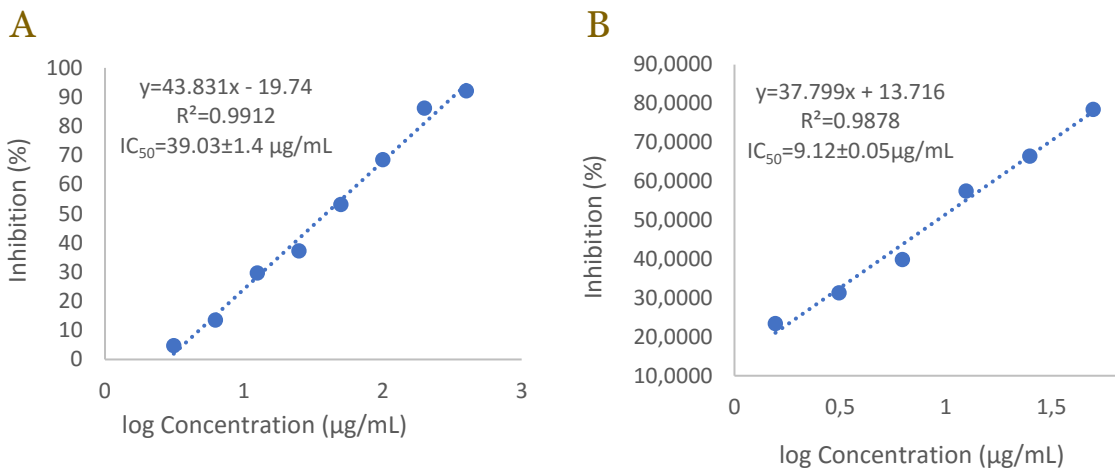 A
y=43.831x - 19.74
R²=0.9912
IC₅₀=39.03±1.4 µg/mL
Inhibition (%)
100
90
80
70
60
50
40
30
20
10
0
0 1 2 3
log Concentration (µg/mL)
B
y=37.799x + 13.716
R²=0.9878
IC₅₀=9.12±0.05µg/mL
Inhibition (%)
90,0000
80,0000
70,0000
60,0000
50,0000
40,0000
30,0000
20,0000
10,0000
0 0,5 1 1,5
log Concentration (µg/mL)